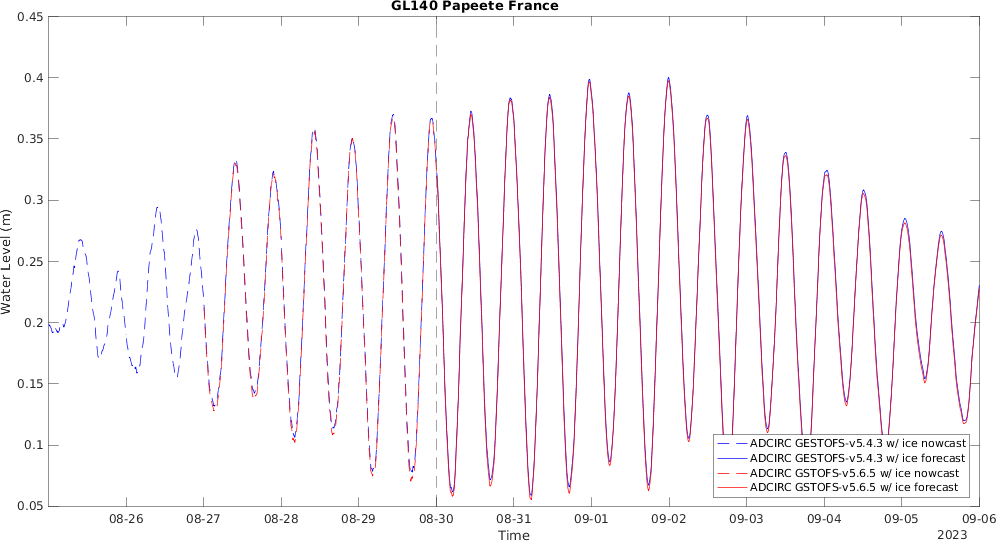 GL140 Papeete France
0.45
0.4
0.35
0.3
0.25
0.2
0.15
0.1
0.05
Water Level (m)
ADCIRC GESTOFS-v5.4.3 w/ ice nowcast
ADCIRC GESTOFS-v5.4.3 w/ ice forecast
ADCIRC GSTOFS-v5.6.5 w/ ice nowcast
ADCIRC GSTOFS-v5.6.5 w/ ice forecast
08-26 08-27 08-28 08-29 08-30 08-31 09-01 09-02 09-03 09-04 09-05 09-06
Time
2023